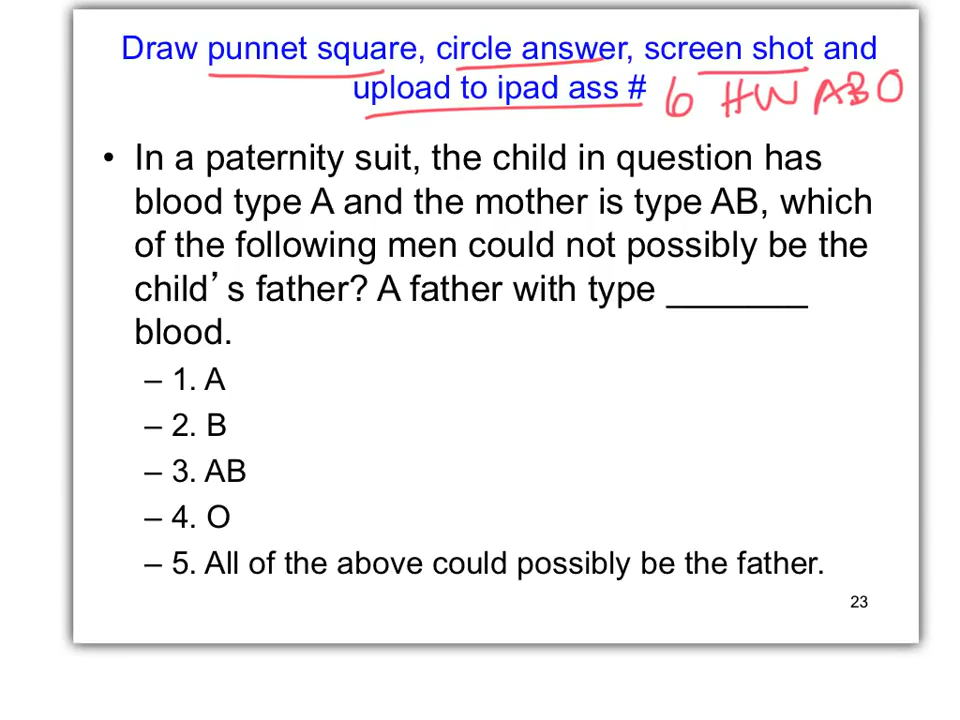 Draw punnet square, circle answer, screen shot and
upload to ipad ass # 6 HW ABO
• In a paternity suit, the child in question has
blood type A and the mother is type AB, which
of the following men could not possibly be the
child’s father? A father with type _______
blood.
– 1. A
– 2. B
– 3. AB
– 4. O
– 5. All of the above could possibly be the father.
23